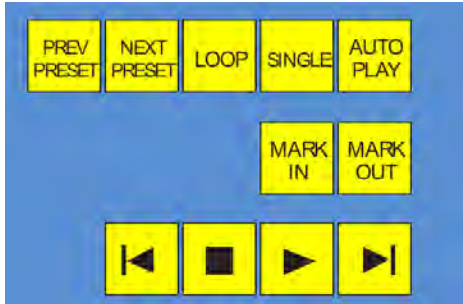 PREV PRESET
NEXT PRESET
LOOP
SINGLE
AUTO PLAY
MARK IN
MARK OUT